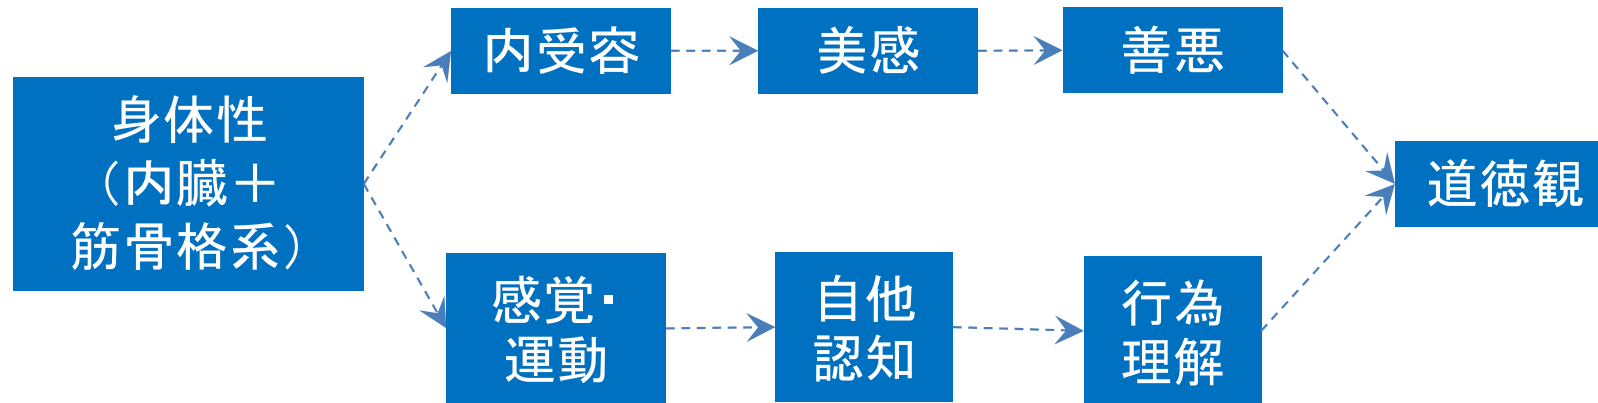 身体性
（内臓＋
筋骨格系）
内受容
美感
善悪
感覚・
運動
自他
認知
行為
理解
道徳観